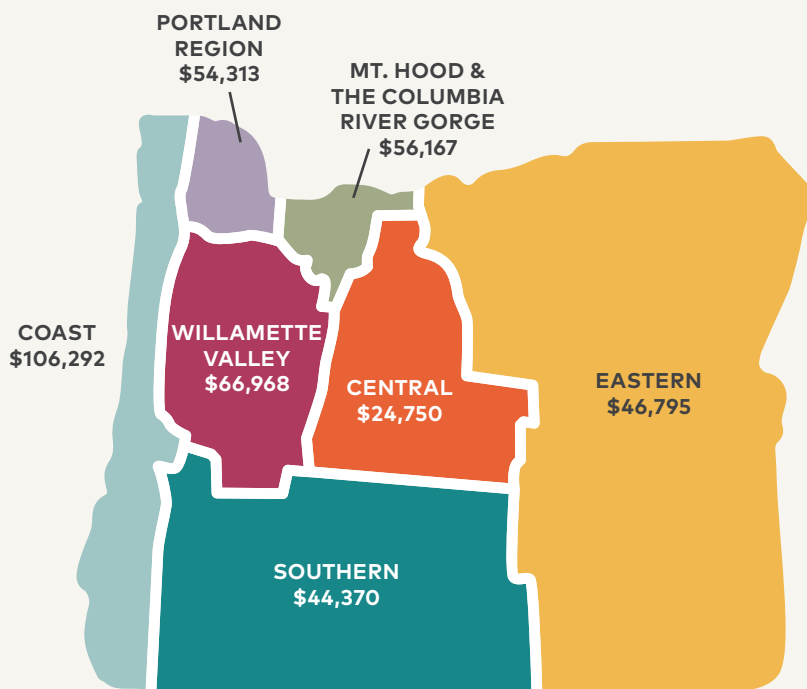 PORTLAND
REGION
$54,313
MT. HOOD &
THE COLUMBIA
RIVER GORGE
$56,167
COAST
$106,292
WILLAMETTE
VALLEY
$66,968
CENTRAL
$24,750
EASTERN
$46,795
SOUTHERN
$44,370